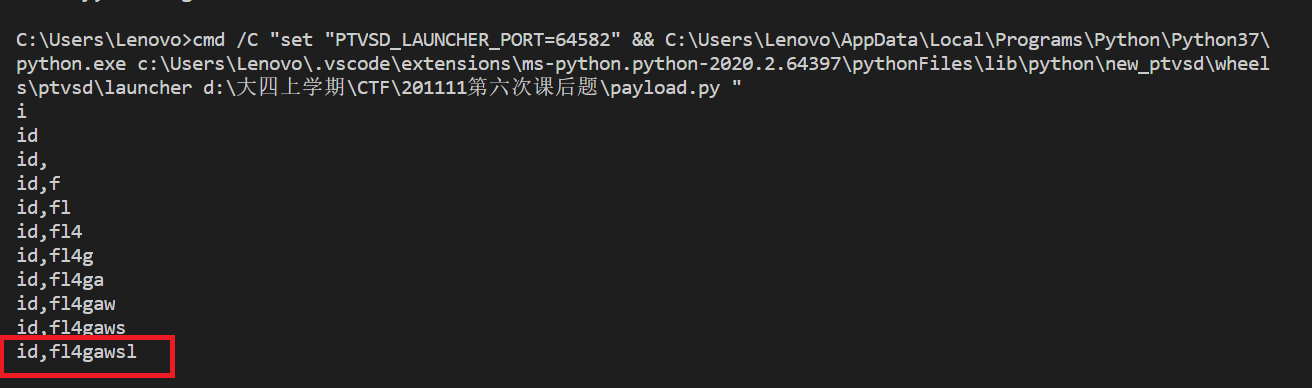 C:\Users\Lenovo>cmd /C "set "PTVSD_LAUNCHER_PORT=64582" && C:\Users\Lenovo\AppData\Local\Programs\Python\Python37\
python.exe c:\Users\Lenovo\.vscode\extensions\ms-python.python-2020.2.64397\pythonFiles\lib\python\new_ptvsd\wheel
s\ptvsd\launcher d:\大四上学期\CTF\201111第六次课后题\payload.py "
i
id
id,
id,f
id,fl
id,fl4
id,fl4g
id,fl4ga
id,fl4gaw
id,fl4gaws
id,fl4gawsl